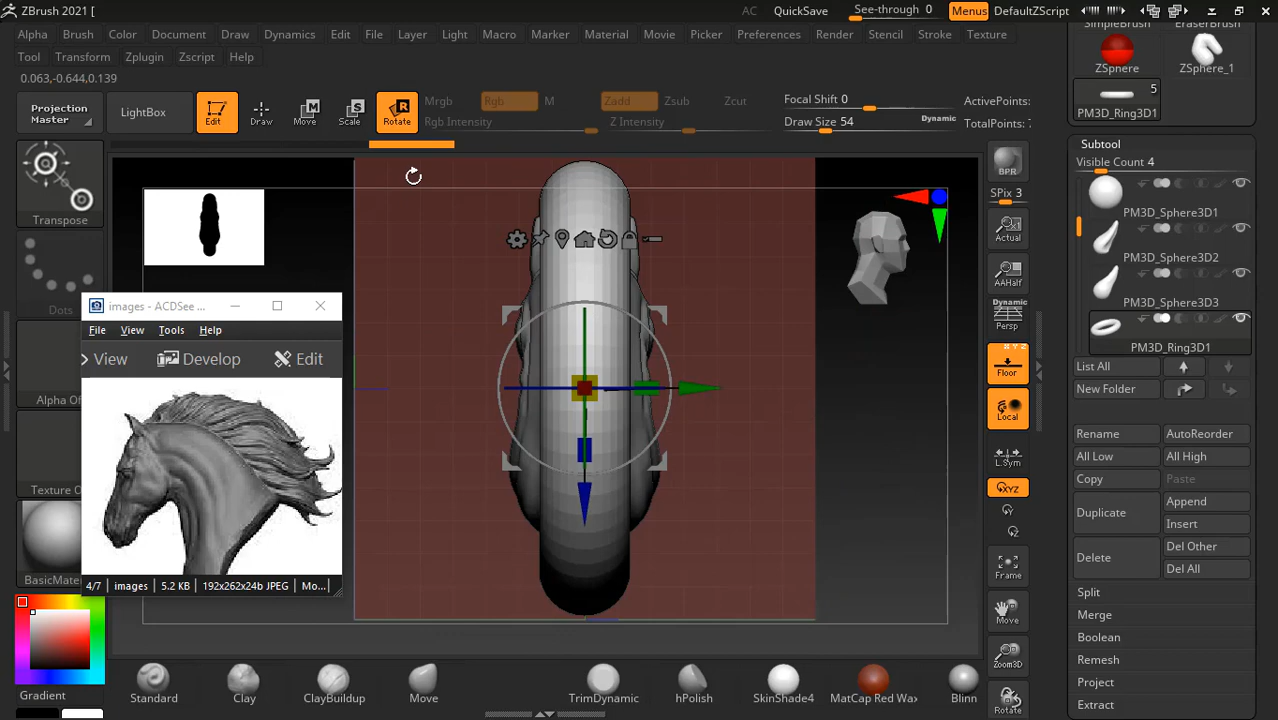 ZBrush 2021 [
AC QuickSave See-through 0 Menus DefaultZScript
Alpha Brush Color Document Draw Dynamics Edit File Layer Light Macro Marker Material Movie Picker Preferences Render Stencil Stroke Texture
Tool Transform Zplugin Zscript Help
0.063,-0.644,0.139
Projection
Master
LightBox
Edit
Draw
Move
Scale
Rotate
Mrgb Rgb M
Rgb Intensity
Zadd Zsub Zcut
Z Intensity
Focal Shift 0
Draw Size 54
Dynamic
ActivePoints:
TotalPoints:
Transpose
Dots
Alpha Of
Texture O
BasicMate
Gradient
images - ACDSee ...
File View Tools Help
View Develop Edit
4/7 images 5.2 KB 192x262x24b JPEG Mo...
BPR
SPix 3
Actual
AAHalf
Dynamic
Persp
X Y Z
Floor
Local
L.Sym
XYZ
Frame
Move
Zoom3D
Rotate
SimpleBrush EraserBrush
ZSphere ZSphere_1
5
PM3D_Ring3D1
Subtool
Visible Count 4
PM3D_Sphere3D1
PM3D_Sphere3D2
PM3D_Sphere3D3
PM3D_Ring3D1
List All
New Folder
Rename AutoReorder
All Low All High
Copy Paste
Duplicate Append
Insert
Delete Del Other
Del All
Split
Merge
Boolean
Remesh
Project
Extract
Standard Clay ClayBuildup Move TrimDynamic hPolish SkinShade4 MatCap Red Wax Blinn